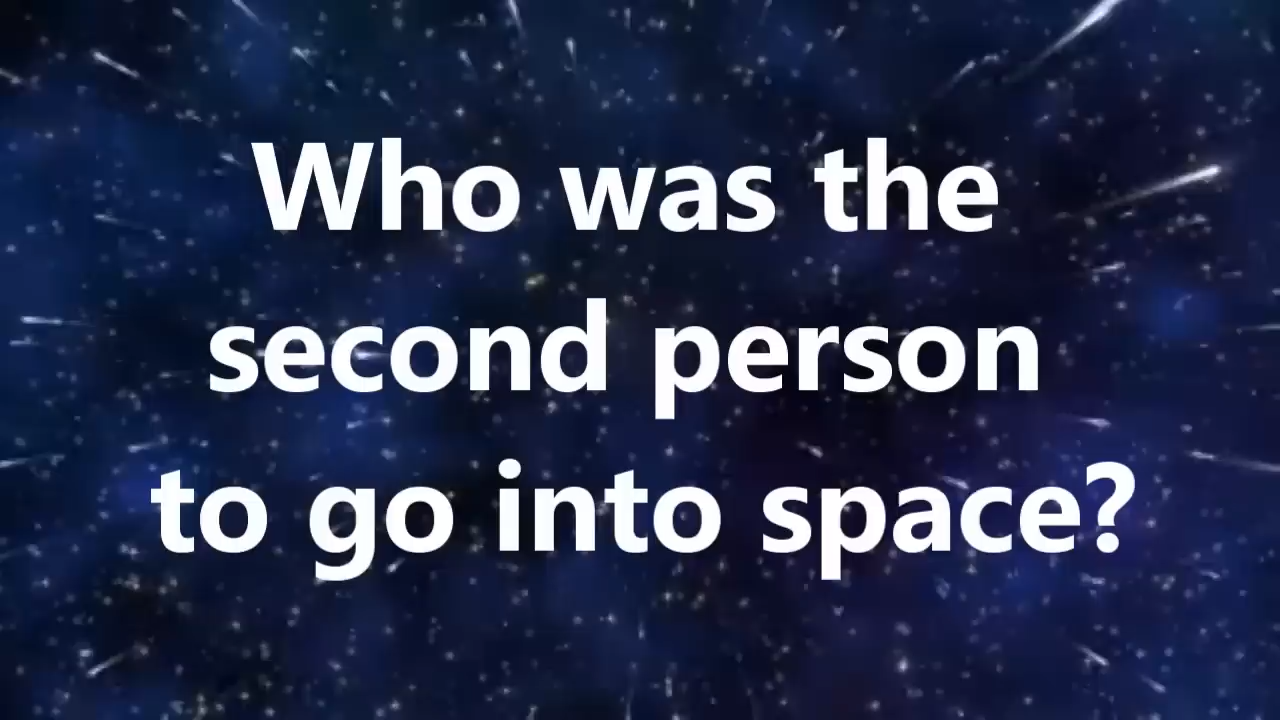 Who was the
second person
to go into space?